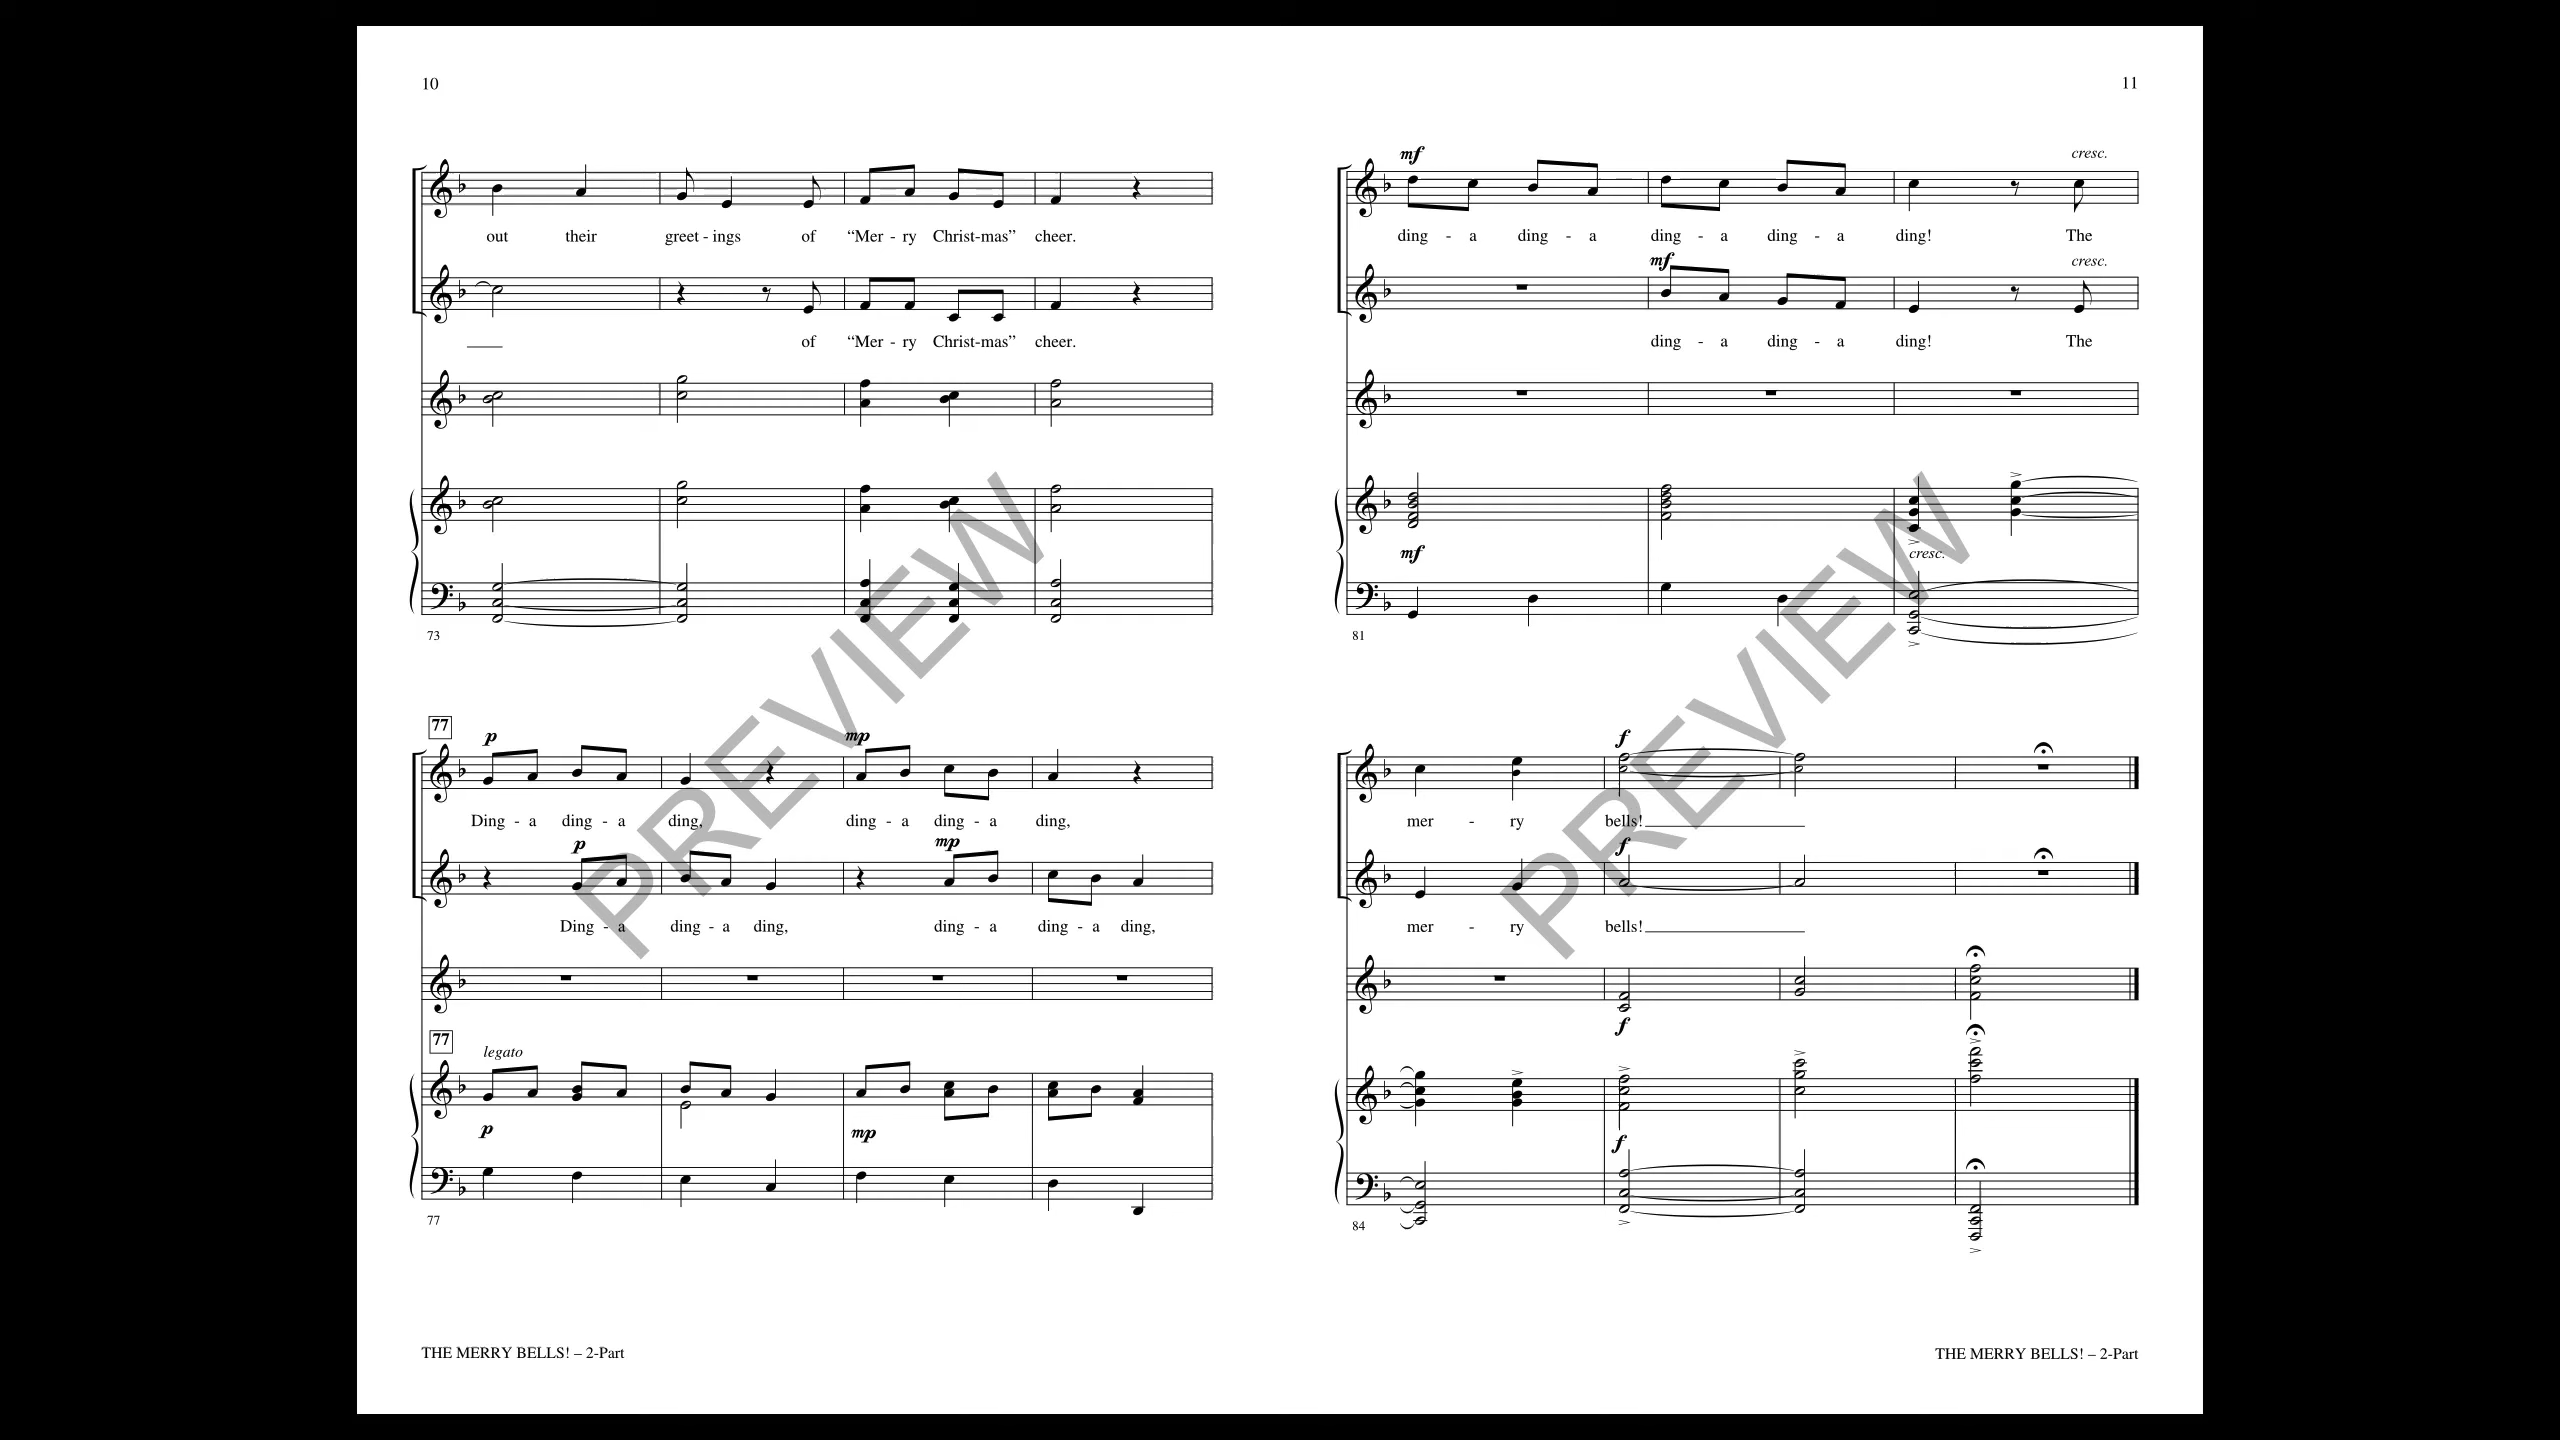 10
out their greet - ings of “Mer - ry Christ-mas” cheer.
of “Mer - ry Christ-mas” cheer.
73
77
p mp
Ding - a ding - a ding, ding - a ding - a ding,
p mp
Ding - a ding - a ding, ding - a ding - a ding,
77
legato
p mp
77
THE MERRY BELLS! – 2-Part
PREVIEW
11
mf cresc.
ding - a ding - a ding - a ding - a ding! The
mf cresc.
ding - a ding - a ding! The
mf cresc.
81
f
mer - ry bells!
f
mer - ry bells!
f
f
84
THE MERRY BELLS! – 2-Part
PREVIEW